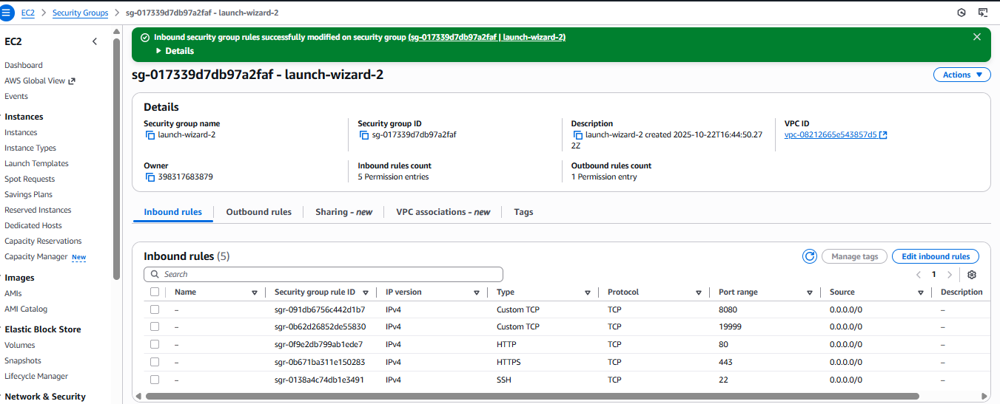 EC2 > Security Groups > sg-017339d7db97a2faf - launch-wizard-2
EC2
Dashboard
AWS Global View
Events
Instances
Instances
Instance Types
Launch Templates
Spot Requests
Savings Plans
Reserved Instances
Dedicated Hosts
Capacity Reservations
Capacity Manager New
Images
AMIs
AMI Catalog
Elastic Block Store
Volumes
Snapshots
Lifecycle Manager
Network & Security
Inbound security group rules successfully modified on security group (sg-017339d7db97a2faf | launch-wizard-2)
Details
sg-017339d7db97a2faf - launch-wizard-2
Actions
Details
Security group name
launch-wizard-2
Security group ID
sg-017339d7db97a2faf
Description
launch-wizard-2 created 2025-10-22T16:44:50.27
2Z
VPC ID
vpc-08212665e543857d5
Owner
398317683879
Inbound rules count
5 Permission entries
Outbound rules count
1 Permission entry
Inbound rules Outbound rules Sharing - new VPC associations - new Tags
Inbound rules (5)
Manage tags Edit inbound rules
Search
1
Name Security group rule ID IP version Type Protocol Port range Source Description
– sgr-091db6756c442d1b7 IPv4 Custom TCP TCP 8080 0.0.0.0/0 –
– sgr-0b62d26852de55830 IPv4 Custom TCP TCP 19999 0.0.0.0/0 –
– sgr-0f9e2db799ab1ede7 IPv4 HTTP TCP 80 0.0.0.0/0 –
– sgr-0b671ba311e150283 IPv4 HTTPS TCP 443 0.0.0.0/0 –
– sgr-0138a4c74db1e3491 IPv4 SSH TCP 22 0.0.0.0/0 –